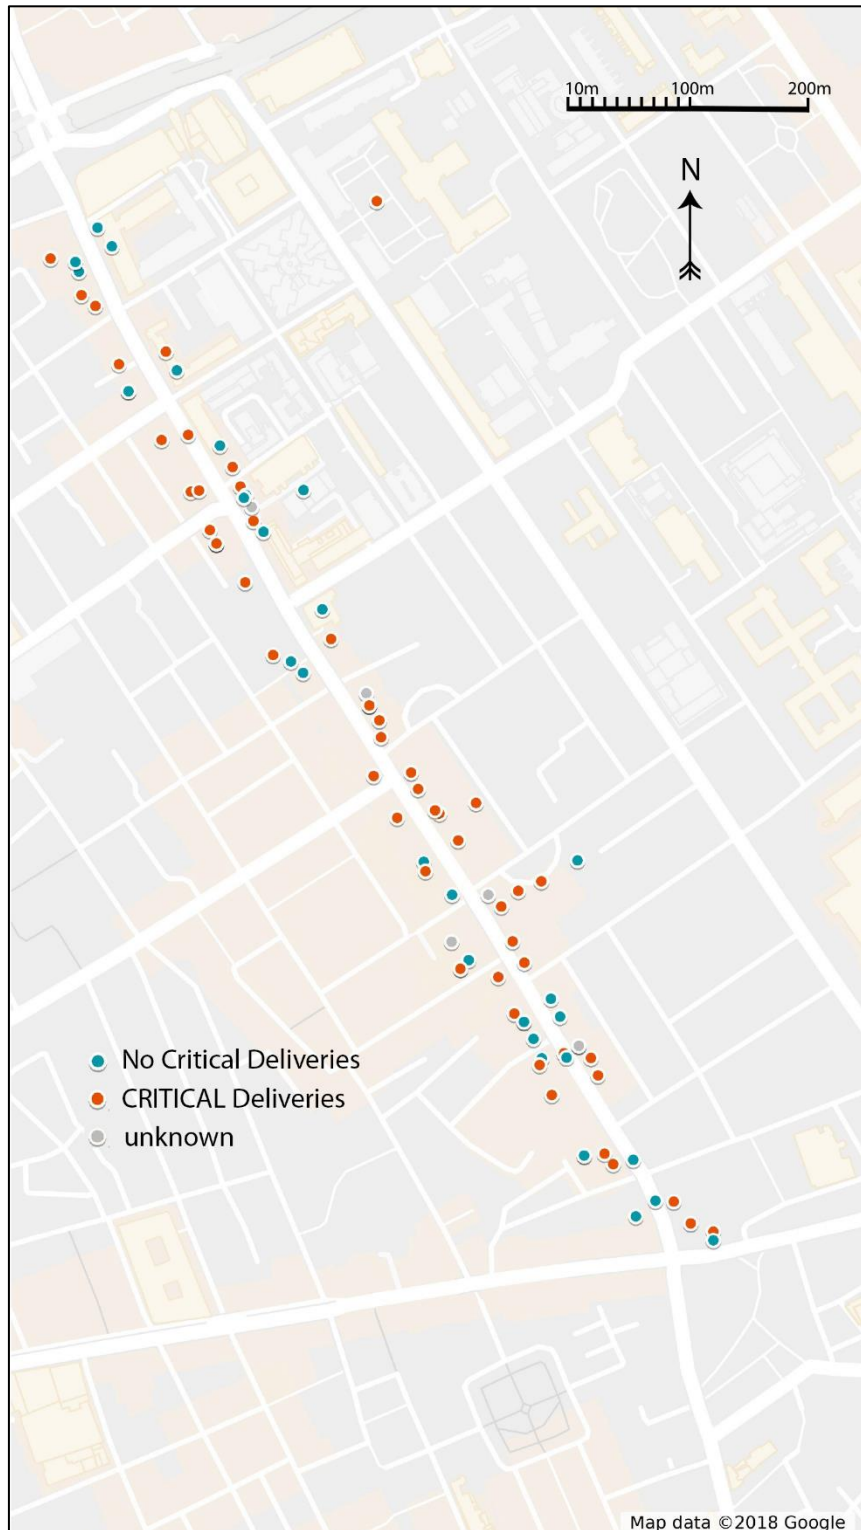 10m 100m 200m
N
No Critical Deliveries
CRITICAL Deliveries
unknown
Map data ©2018 Google